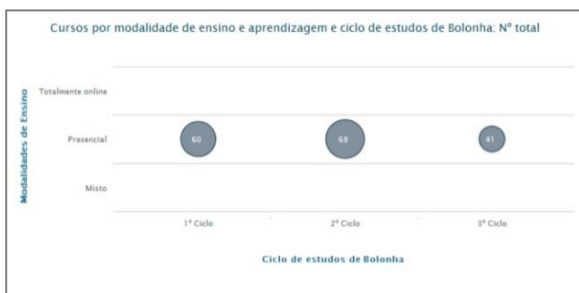 Cursos por modalidade de ensino e aprendizagem e ciclo de estudos de Bolonha: Nº total
Modalidades de Ensino
Totalmente online
Presencial
60
68
41
Misto
1º Ciclo
2º Ciclo
3º Ciclo
Ciclo de estudos de Bolonha